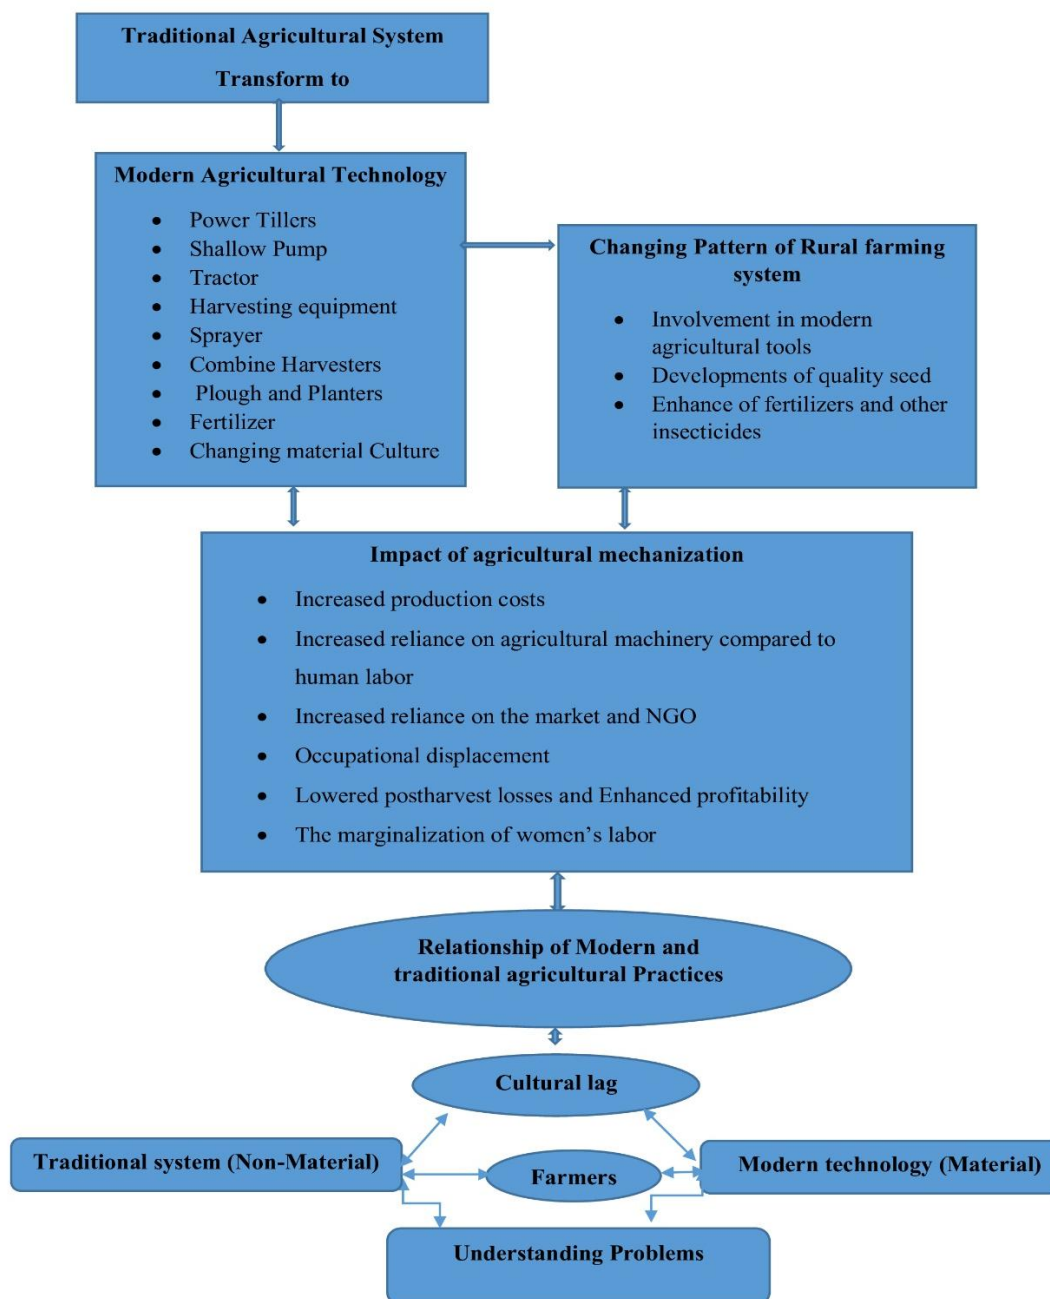 Traditional Agricultural System
Transform to
Modern Agricultural Technology
• Power Tillers
• Shallow Pump
• Tractor
• Harvesting equipment
• Sprayer
• Combine Harvesters
• Plough and Planters
• Fertilizer
• Changing material Culture
Changing Pattern of Rural farming
system
• Involvement in modern
agricultural tools
• Developments of quality seed
• Enhance of fertilizers and other
insecticides
Impact of agricultural mechanization
• Increased production costs
• Increased reliance on agricultural machinery compared to
human labor
• Increased reliance on the market and NGO
• Occupational displacement
• Lowered postharvest losses and Enhanced profitability
• The marginalization of women’s labor
Relationship of Modern and
traditional agricultural Practices
Cultural lag
Traditional system (Non-Material)
Farmers
Modern technology (Material)
Understanding Problems